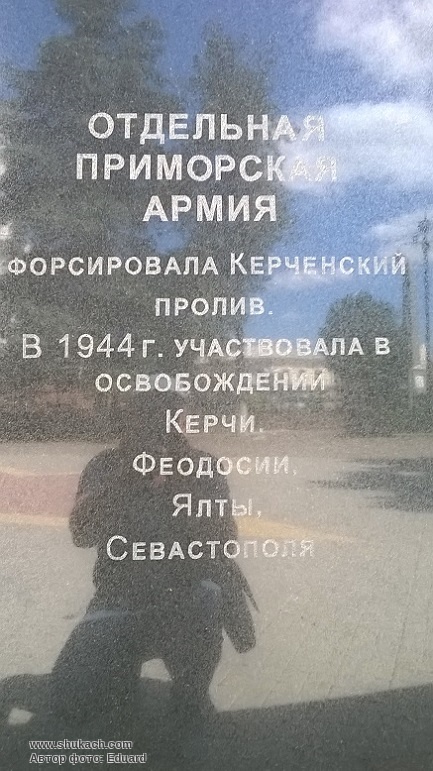 ОТДЕЛЬНАЯ
ПРИМОРСКАЯ
АРМИЯ
ФОРСИРОВАЛА КЕРЧЕНСКИЙ
ПРОЛИВ.
В 1944 Г. УЧАСТВОВАЛА В
ОСВОБОЖДЕНИИ
КЕРЧИ,
ФЕОДОСИИ,
ЯЛТЫ,
СЕВАСТОПОЛЯ
www.shukach.com
Автор фото: Eduard